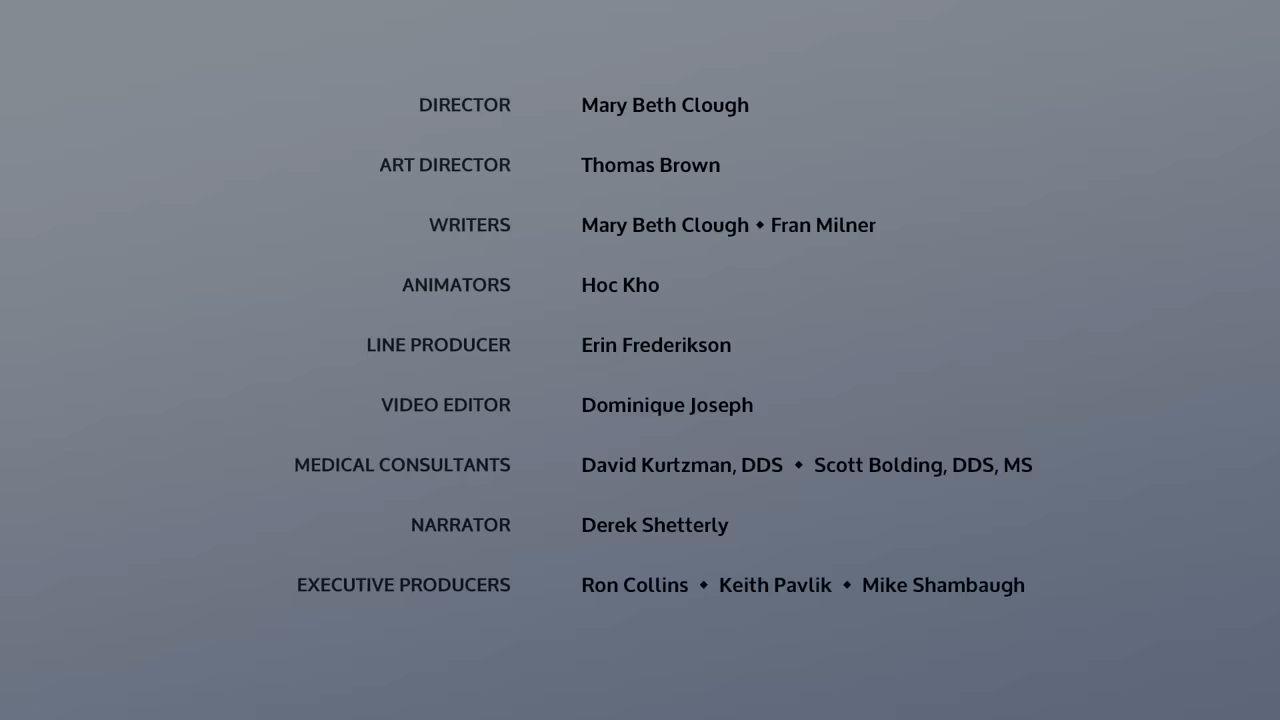 DIRECTOR Mary Beth Clough
ART DIRECTOR Thomas Brown
WRITERS Mary Beth Clough • Fran Milner
ANIMATORS Hoc Kho
LINE PRODUCER Erin Frederikson
VIDEO EDITOR Dominique Joseph
MEDICAL CONSULTANTS David Kurtzman, DDS • Scott Bolding, DDS, MS
NARRATOR Derek Shetterly
EXECUTIVE PRODUCERS Ron Collins • Keith Pavlik • Mike Shambaugh